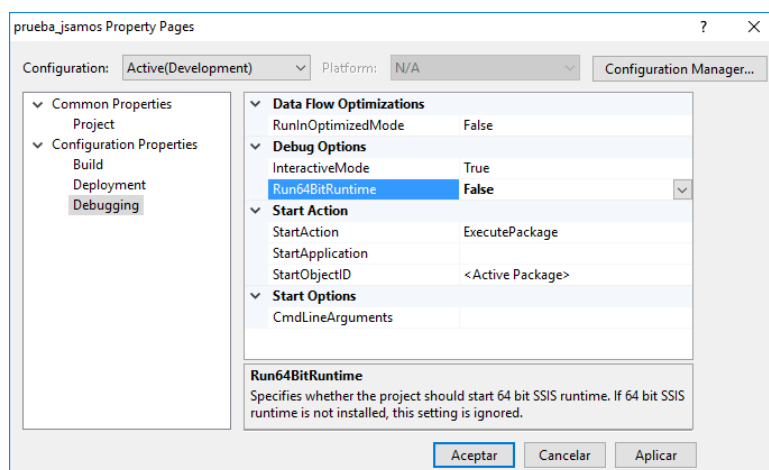 prueba_jsamos Property Pages
Configuration: Active(Development) Platform: N/A Configuration Manager...
Common Properties
Project
Configuration Properties
Build
Deployment
Debugging
Data Flow Optimizations
RunInOptimizedMode False
Debug Options
InteractiveMode True
Run64BitRuntime False
Start Action
StartAction ExecutePackage
StartApplication
StartObjectID <Active Package>
Start Options
CmdLineArguments
Run64BitRuntime
Specifies whether the project should start 64 bit SSIS runtime. If 64 bit SSIS
runtime is not installed, this setting is ignored.
Aceptar Cancelar Aplicar